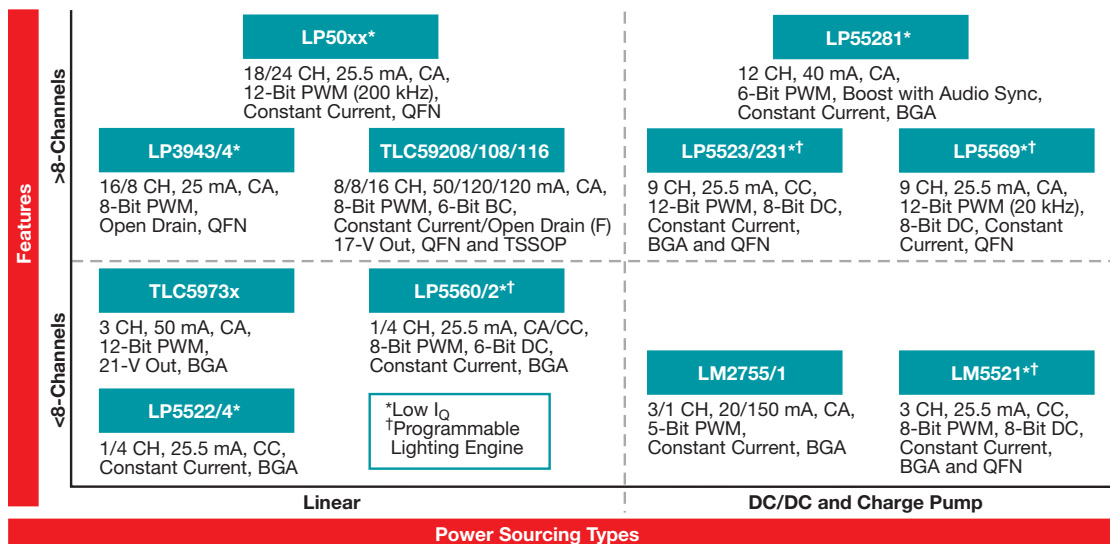 Features
>8-Channels
<8-Channels
LP50xx*
18/24 CH, 25.5 mA, CA,
12-Bit PWM (200 kHz),
Constant Current, QFN
LP55281*
12 CH, 40 mA, CA,
6-Bit PWM, Boost with Audio Sync,
Constant Current, BGA
LP3943/4*
16/8 CH, 25 mA, CA,
8-Bit PWM,
Open Drain, QFN
TLC59208/108/116
8/8/16 CH, 50/120/120 mA, CA,
8-Bit PWM, 6-Bit BC,
Constant Current/Open Drain (F)
17-V Out, QFN and TSSOP
LP5523/231*†
9 CH, 25.5 mA, CC,
12-Bit PWM, 8-Bit DC,
Constant Current,
BGA and QFN
LP5569*†
9 CH, 25.5 mA, CA,
12-Bit PWM (20 kHz),
8-Bit DC, Constant
Current, QFN
TLC5973x
3 CH, 50 mA, CA,
12-Bit PWM,
21-V Out, BGA
LP5560/2*†
1/4 CH, 25.5 mA, CA/CC,
8-Bit PWM, 6-Bit DC,
Constant Current, BGA
LP5522/4*
1/4 CH, 25.5 mA, CC,
Constant Current, BGA
*Low IQ
†Programmable
Lighting Engine
LM2755/1
3/1 CH, 20/150 mA, CA,
5-Bit PWM,
Constant Current, BGA
LM5521*†
3 CH, 25.5 mA, CC,
8-Bit PWM, 8-Bit DC,
Constant Current,
BGA and QFN
Linear
DC/DC and Charge Pump
Power Sourcing Types